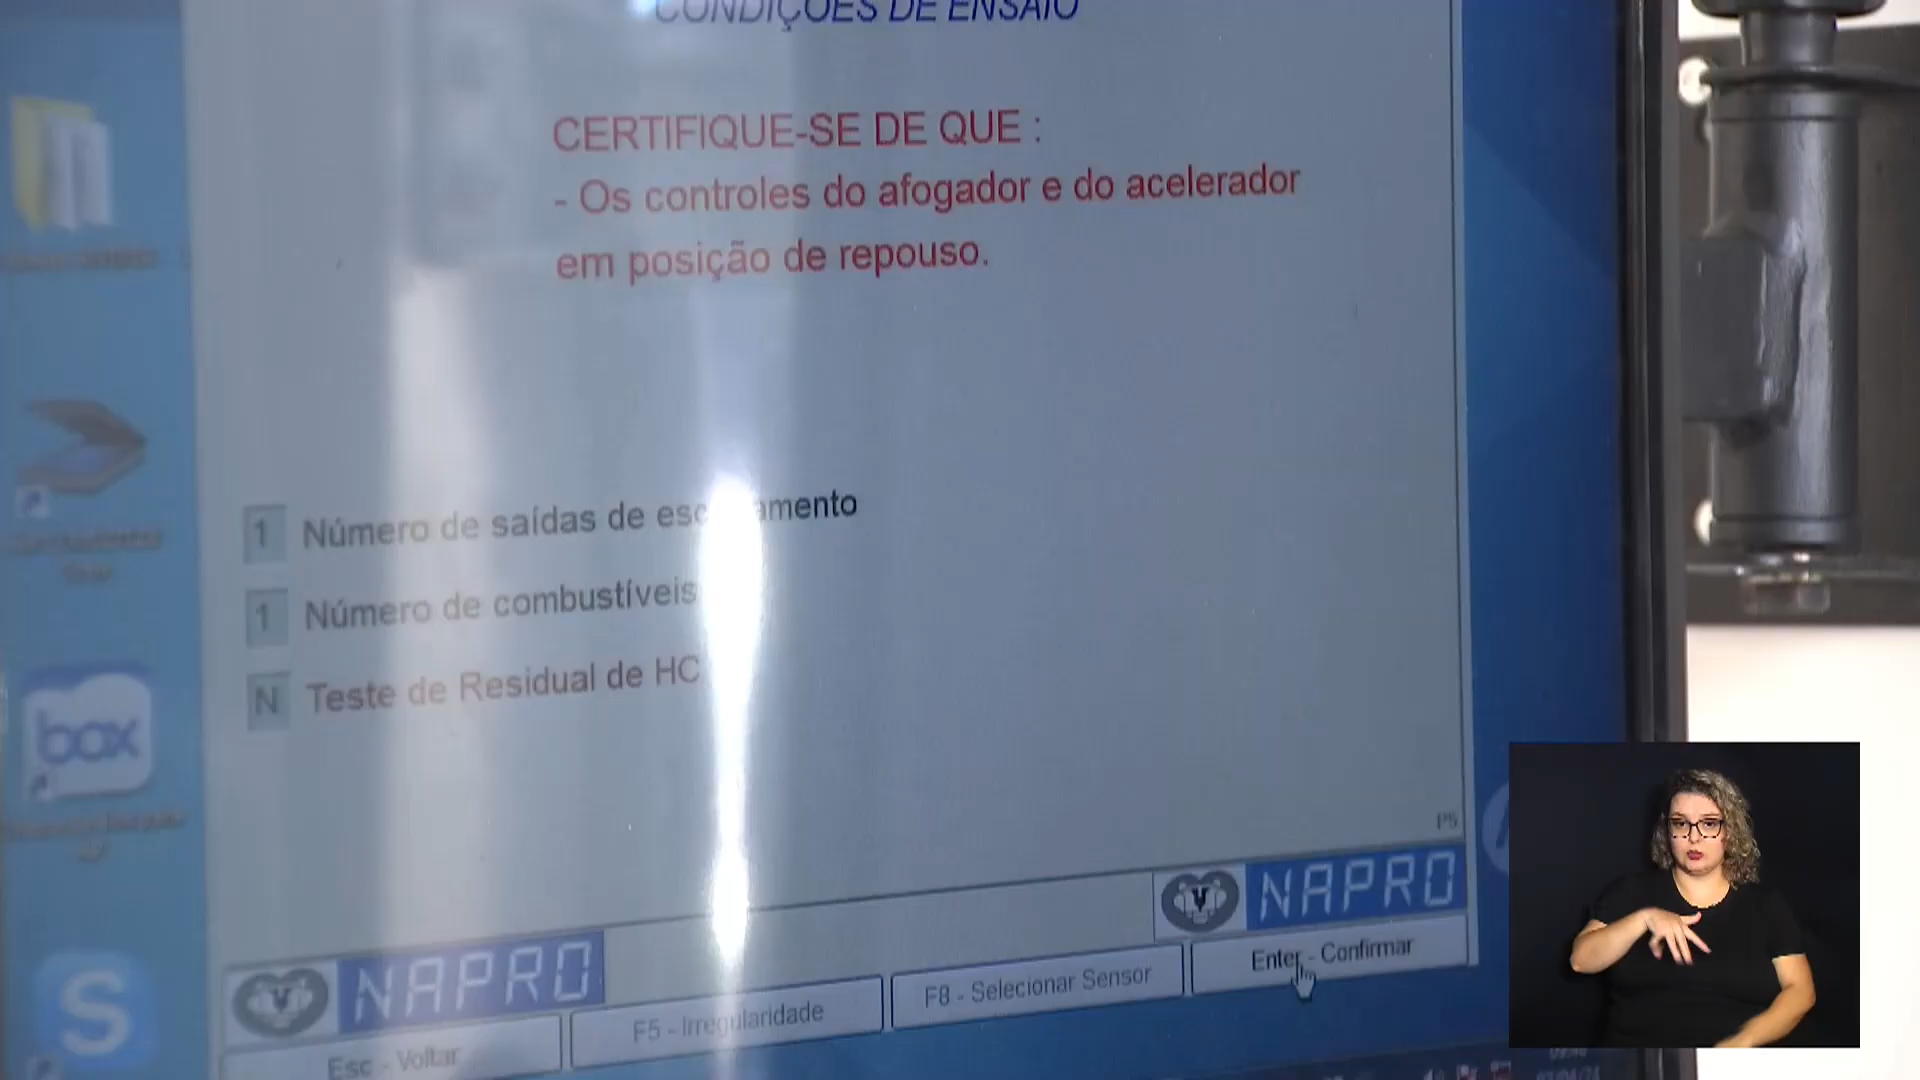 CONDIÇÕES DE ENSAIO
CERTIFIQUE-SE DE QUE :
- Os controles do afogador e do acelerador
em posição de repouso.
1 Número de saídas de escapamento
1 Número de combustíveis
N Teste de Residual de HC
box
P5
NAPRO
NAPRO
S
Esc - Voltar
F5 - Irregularidade
F8 - Selecionar Sensor
Enter - Confirmar